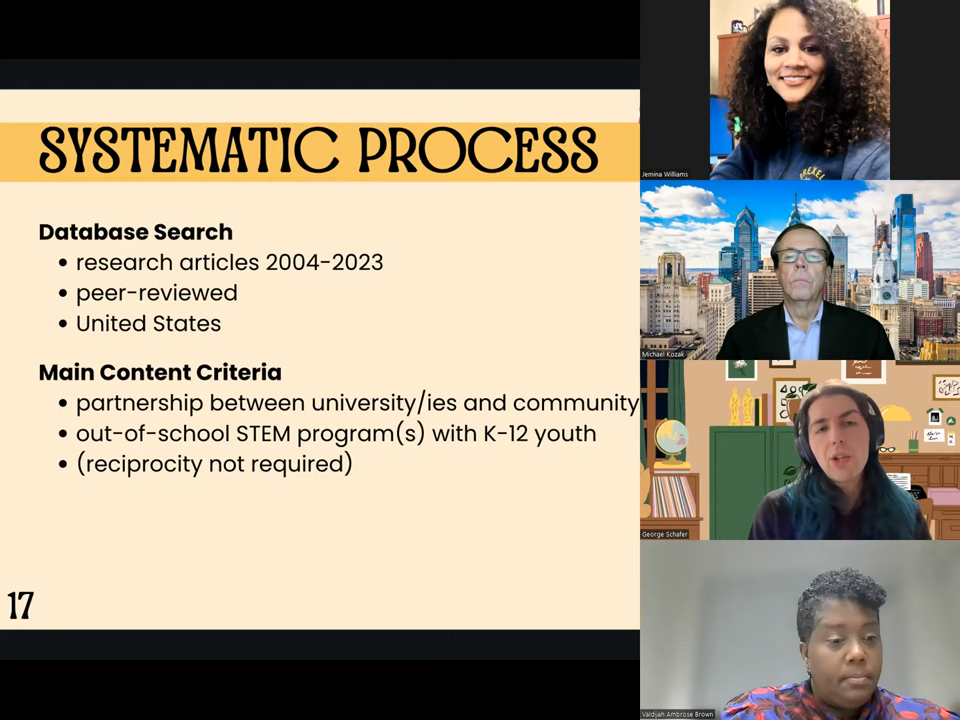 SYSTEMATIC PROCESS
Database Search
• research articles 2004-2023
• peer-reviewed
• United States
Main Content Criteria
• partnership between university/ies and community
• out-of-school STEM program(s) with K-12 youth
• (reciprocity not required)
17
Jemina Williams
DREXEL
Michael Kozak
George Schafer
Valdijah Ambrose Brown